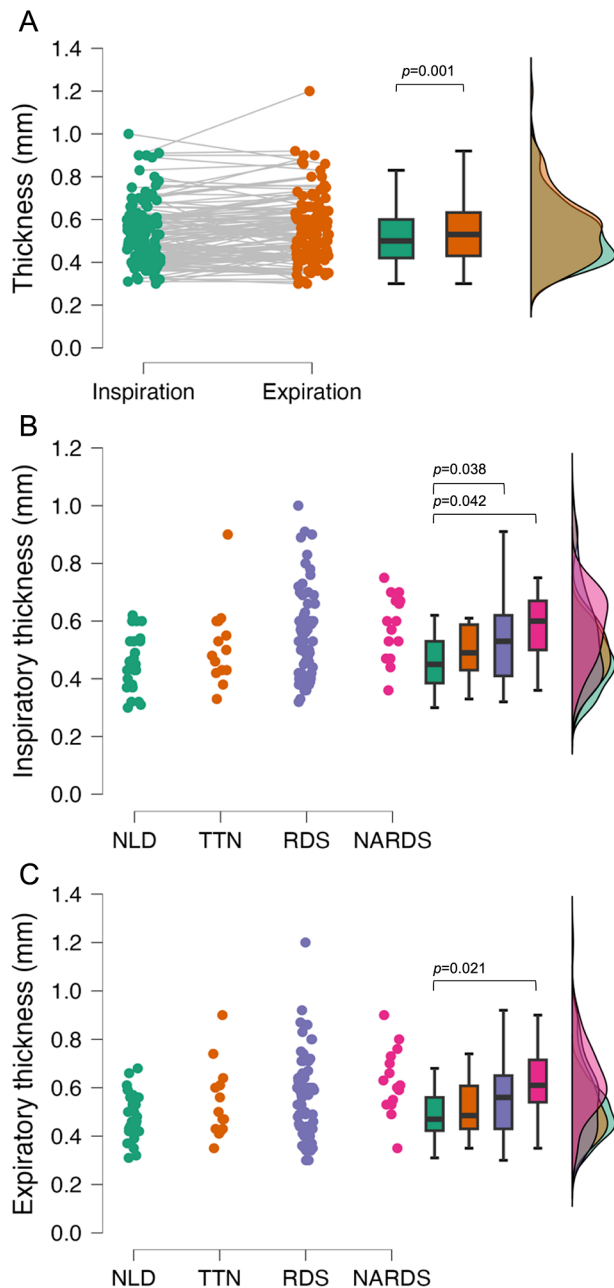 A
Thickness (mm)
1.4
1.2
1.0
0.8
0.6
0.4
0.2
0.0
p=0.001
Inspiration
Expiration
B
Inspiratory thickness (mm)
1.2
1.0
0.8
0.6
0.4
0.2
0.0
p=0.038
p=0.042
NLD
TTN
RDS
NARDS
C
Expiratory thickness (mm)
1.4
1.2
1.0
0.8
0.6
0.4
0.2
0.0
p=0.021
NLD
TTN
RDS
NARDS